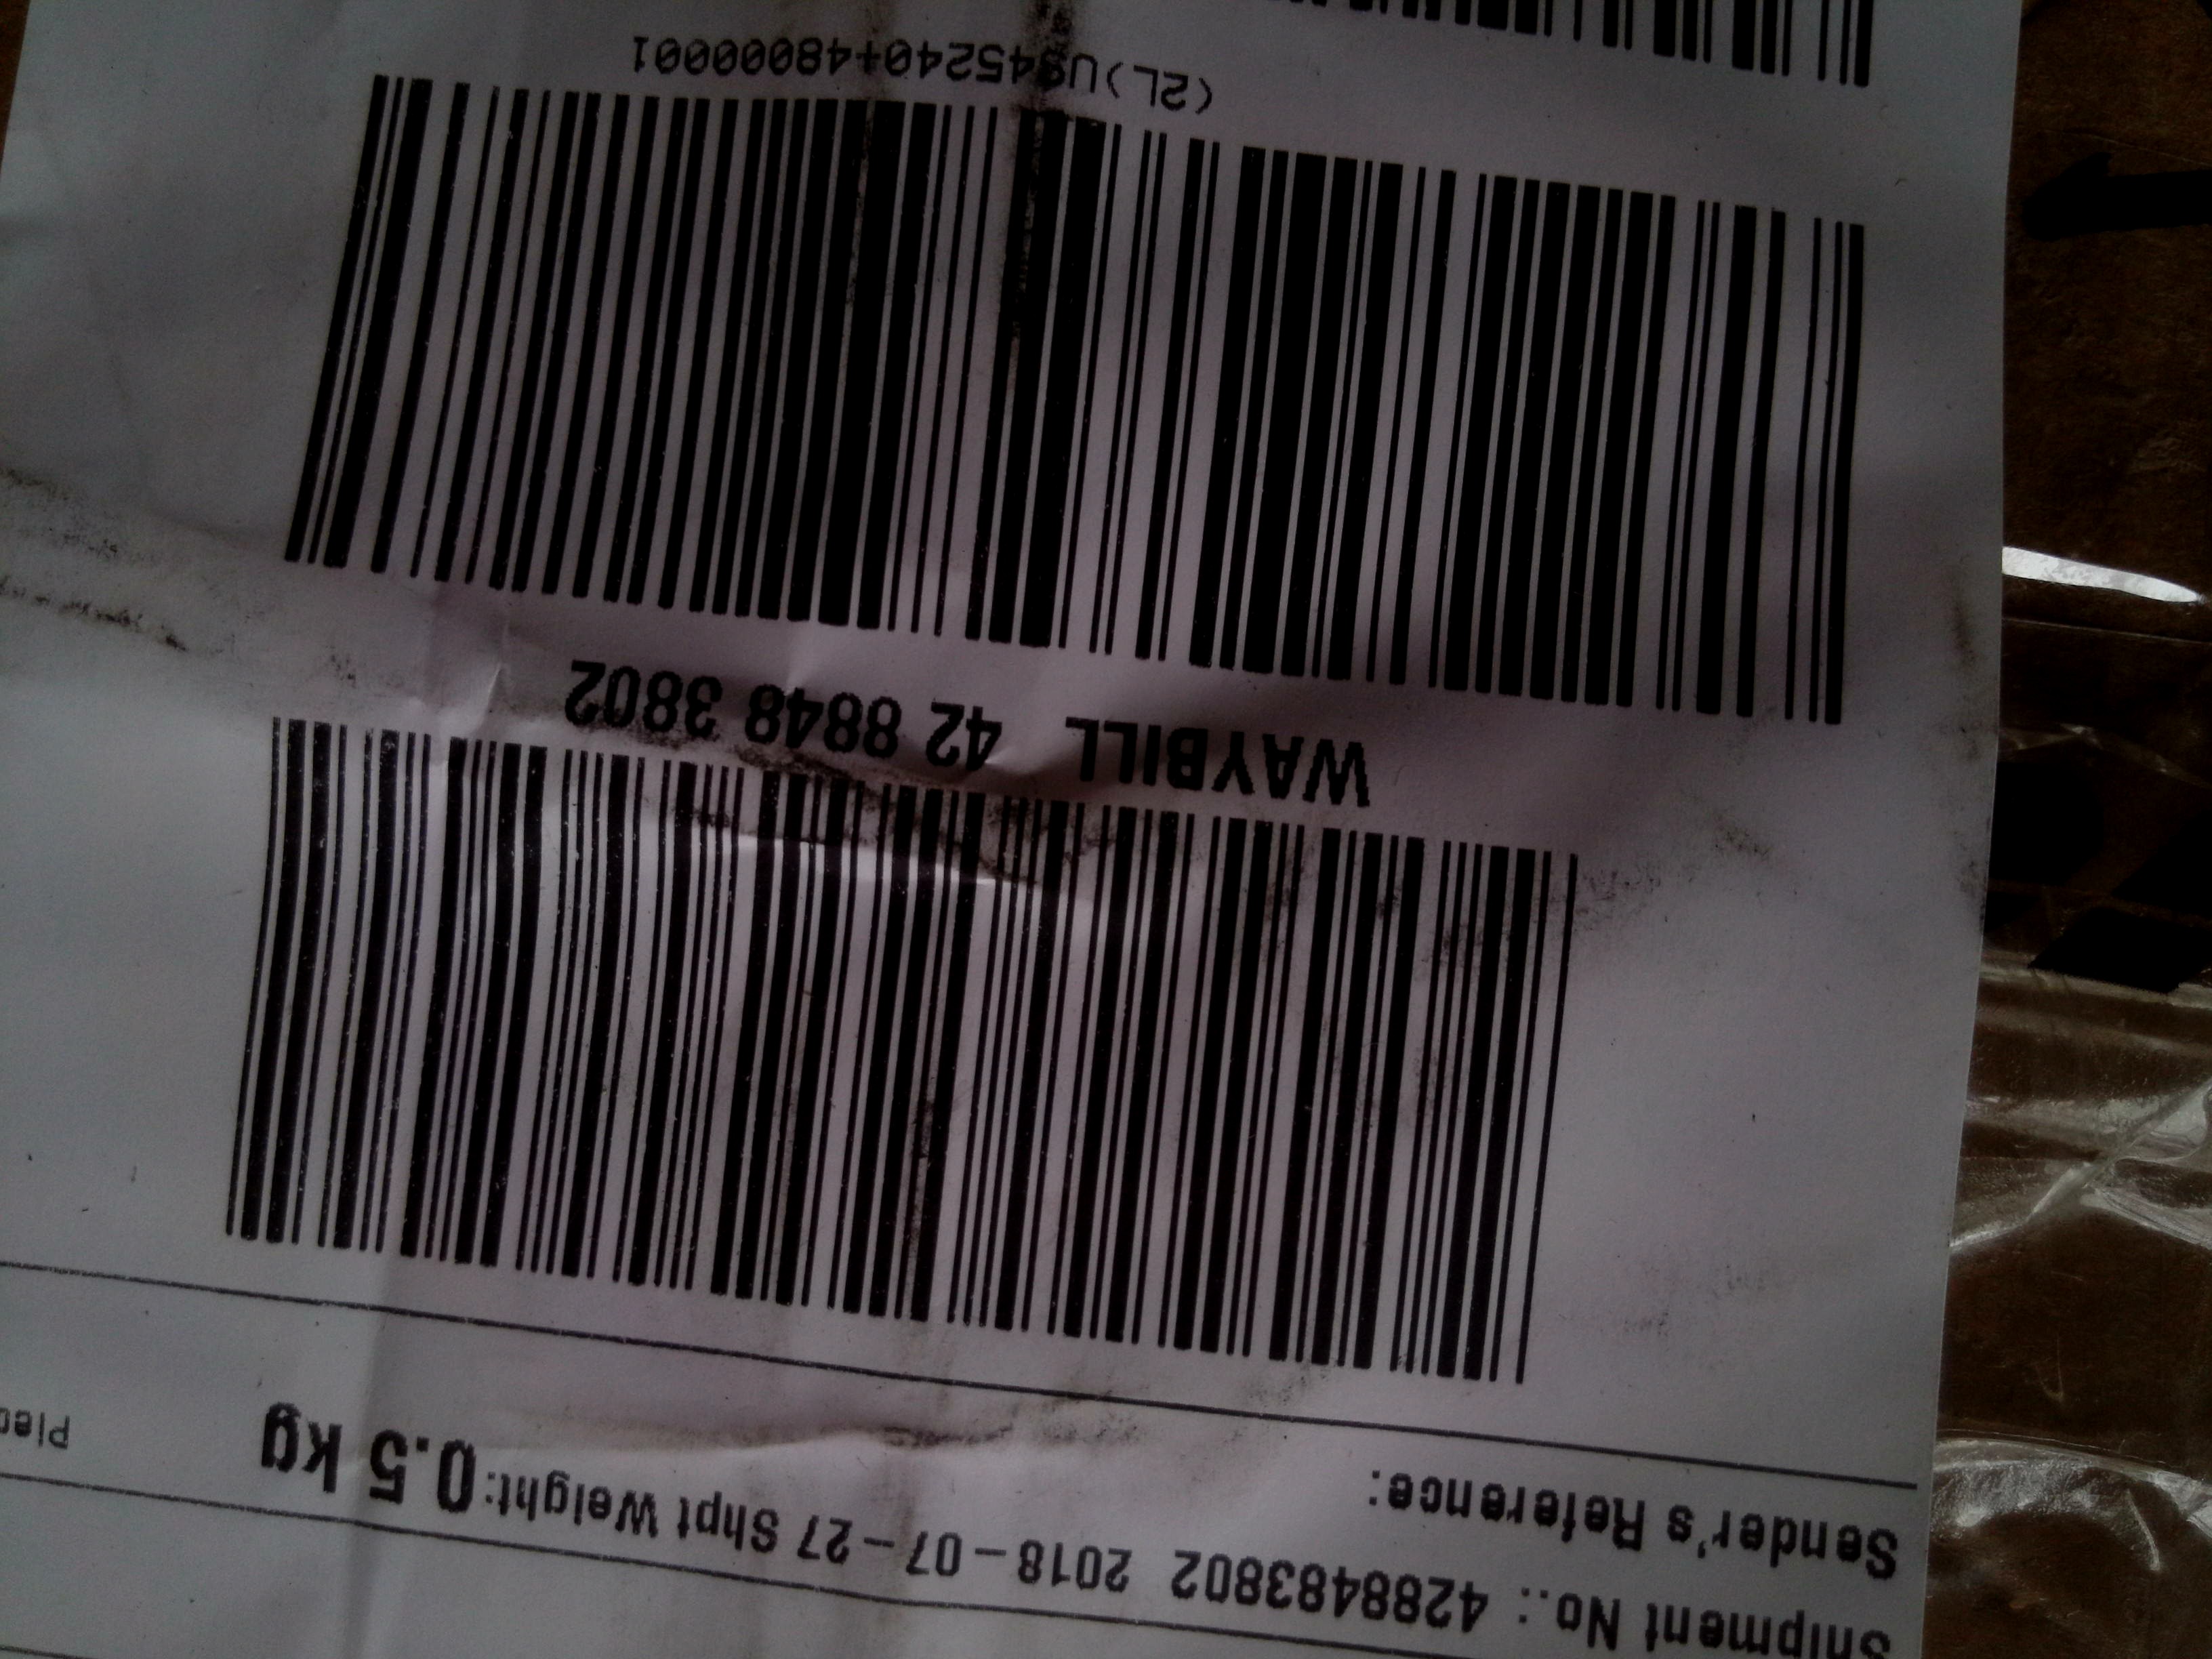 Shipment No.: 4288483802 2018-07-27 Shpt Weight: 0.5 kg
Sender's Reference:
WAYBILL 42 8848 3802
(2L)US45240+48000001